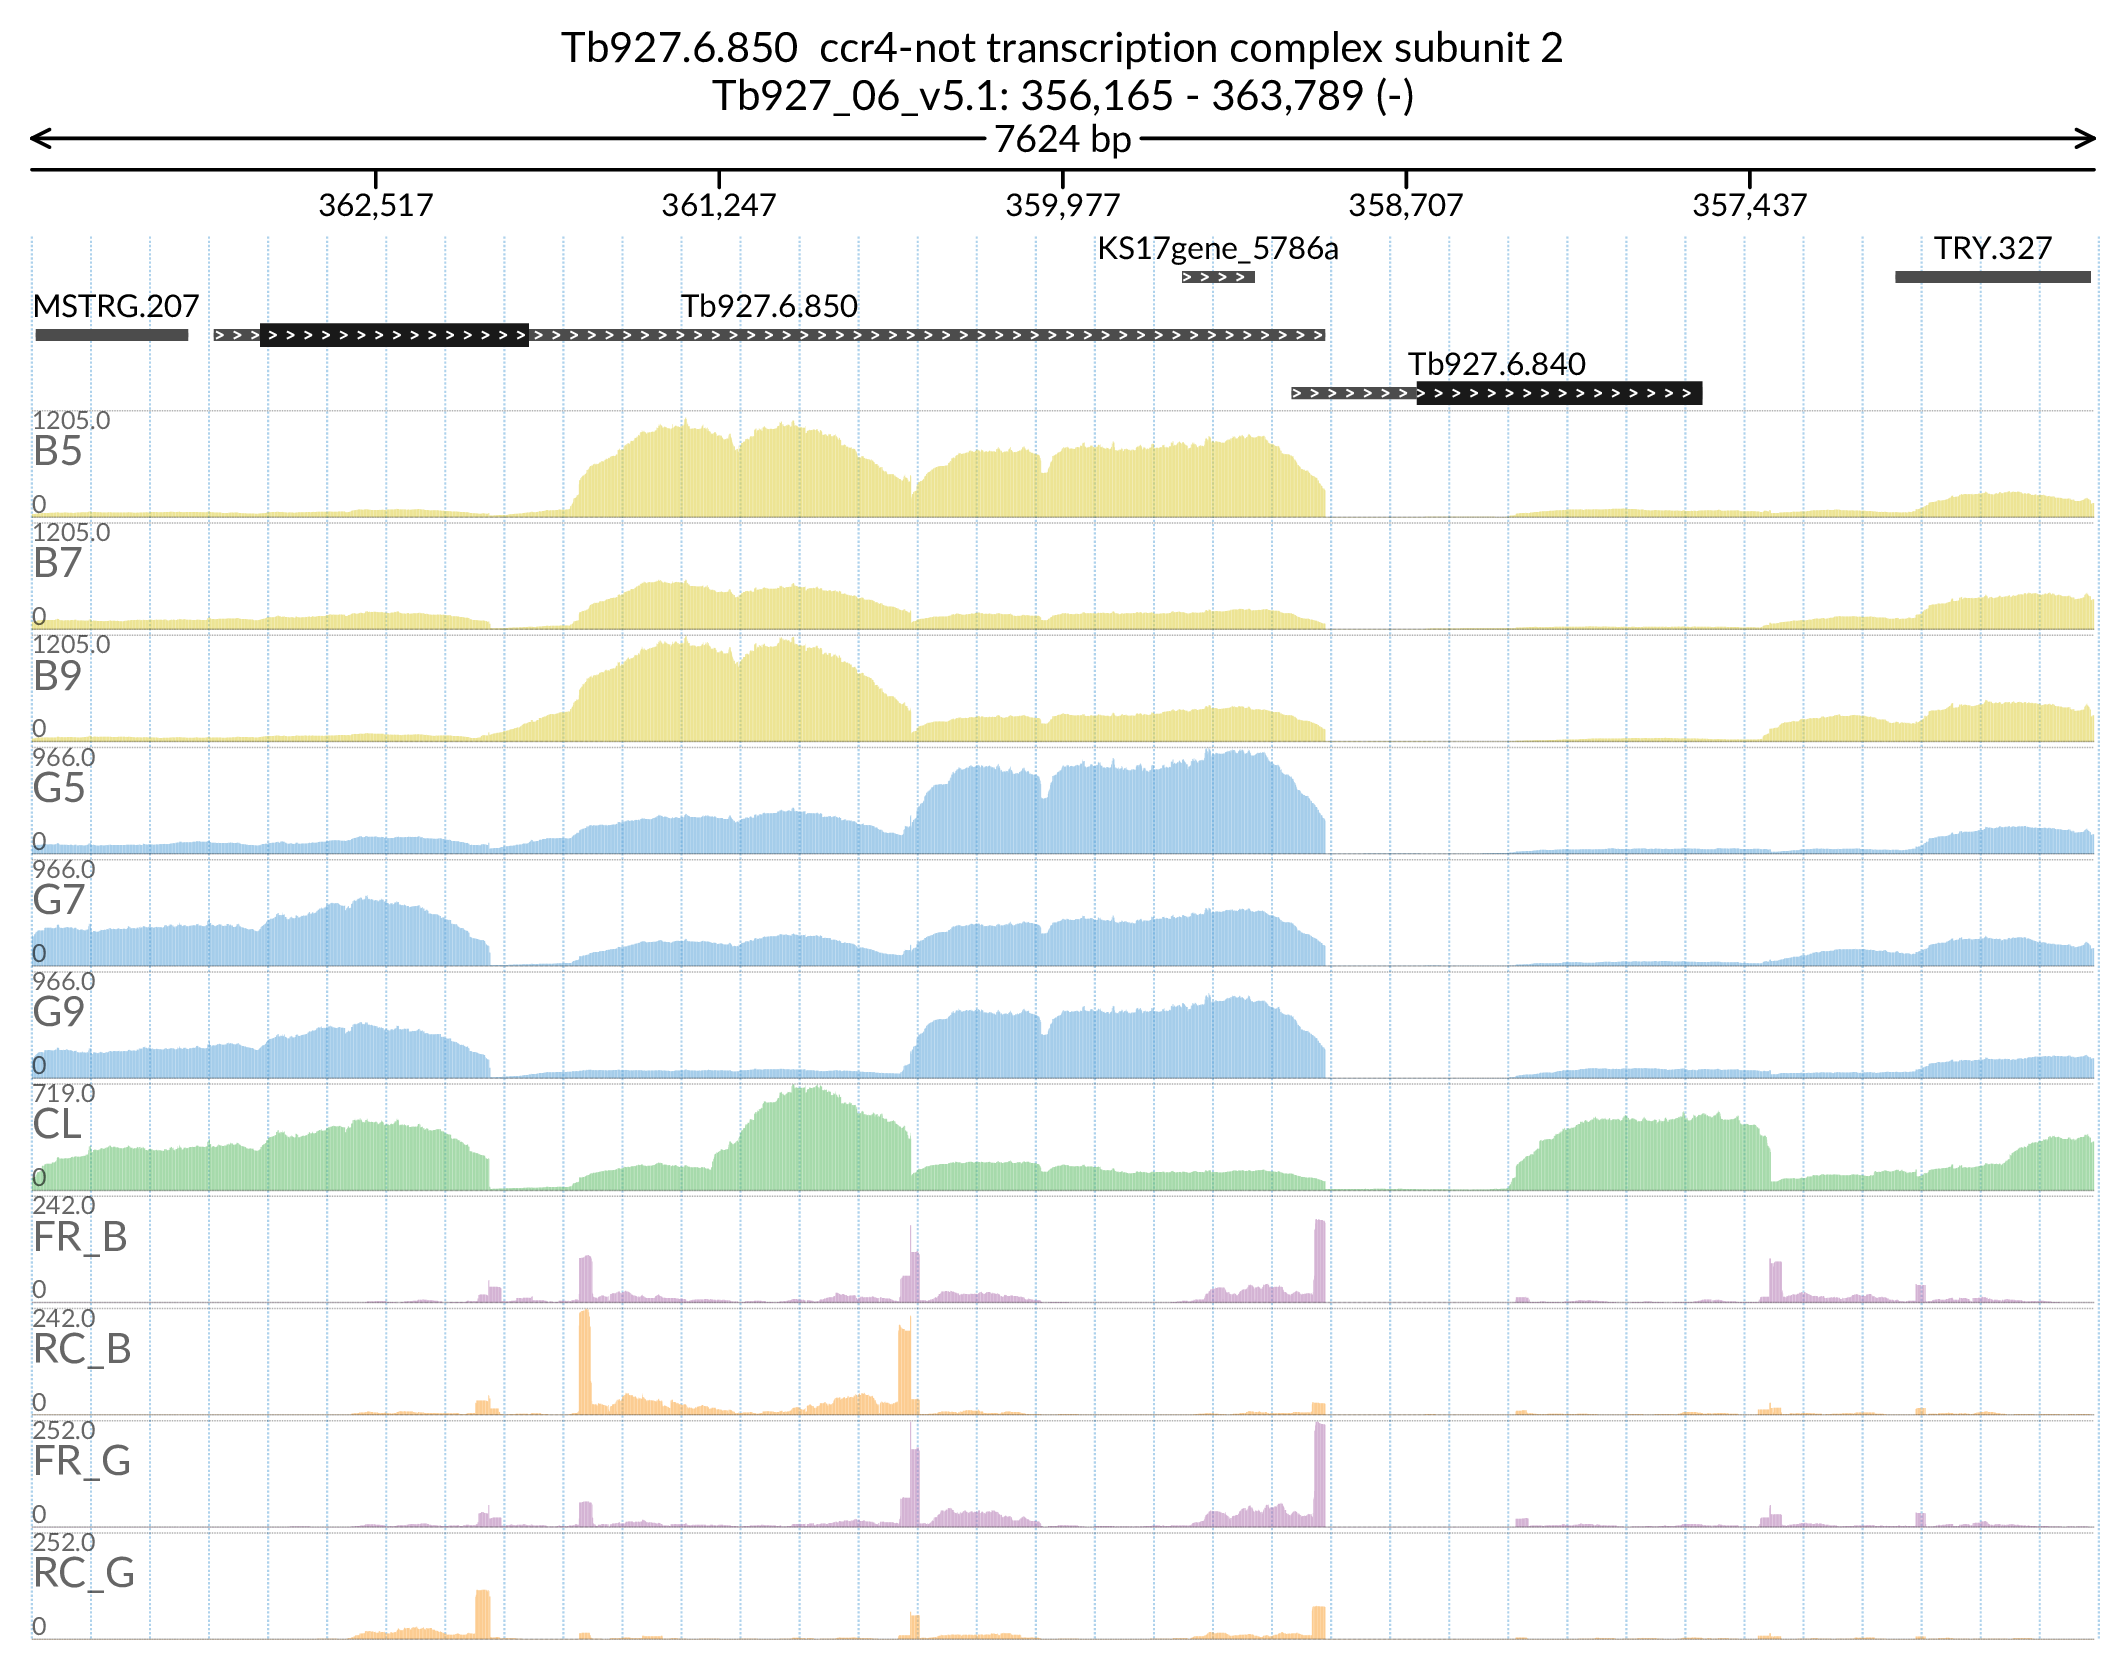 Tb927.6.850  ccr4-not transcription complex subunit 2
Tb927_06_v5.1: 356,165 - 363,789 (-)
7624 bp
362,517 361,247 359,977 358,707 357,437
KS17gene_5786a TRY.327
MSTRG.207 Tb927.6.850
Tb927.6.840
1205.0
B5
0
1205.0
B7
0
1205.0
B9
0
966.0
G5
0
966.0
G7
0
966.0
G9
0
719.0
CL
0
242.0
FR_B
0
242.0
RC_B
0
252.0
FR_G
0
252.0
RC_G
0